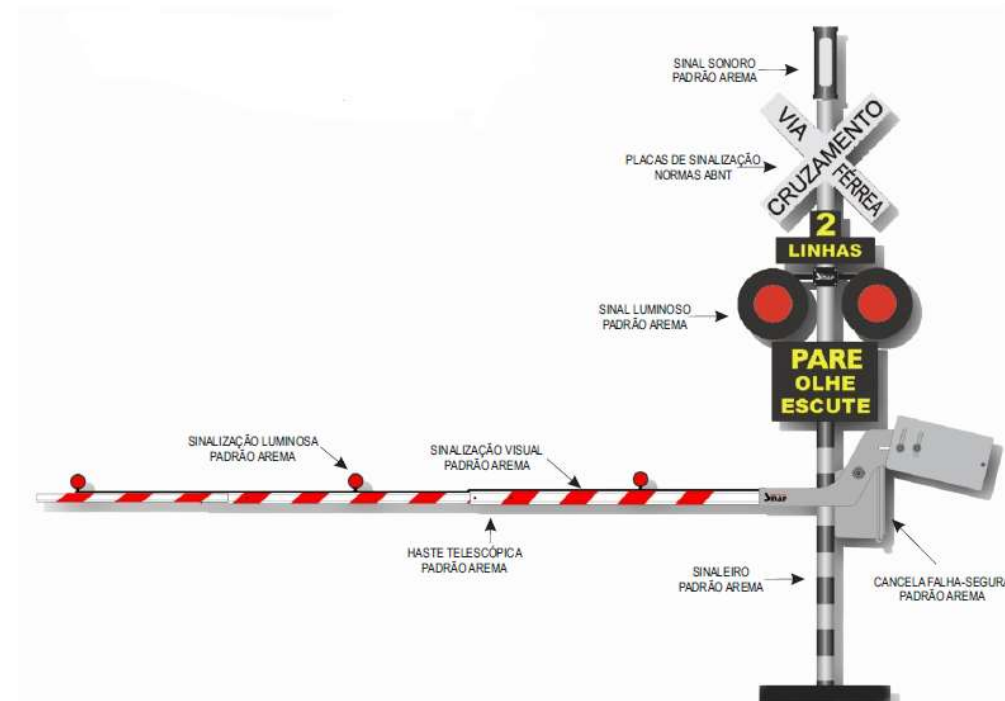 SINAL SONORO
PADRÃO AREMA
VIA
FÉRREA
CRUZAMENTO
PLACAS DE SINALIZAÇÃO
NORMAS ABNT
2
LINHAS
SINAL LUMINOSO
PADRÃO AREMA
PARE
OLHE
ESCUTE
SINALIZAÇÃO LUMINOSA
PADRÃO AREMA
SINALIZAÇÃO VISUAL
PADRÃO AREMA
HASTE TELESCÓPICA
PADRÃO AREMA
SINALEIRO
PADRÃO AREMA
CANCELA FALHA-SEGURA
PADRÃO AREMA